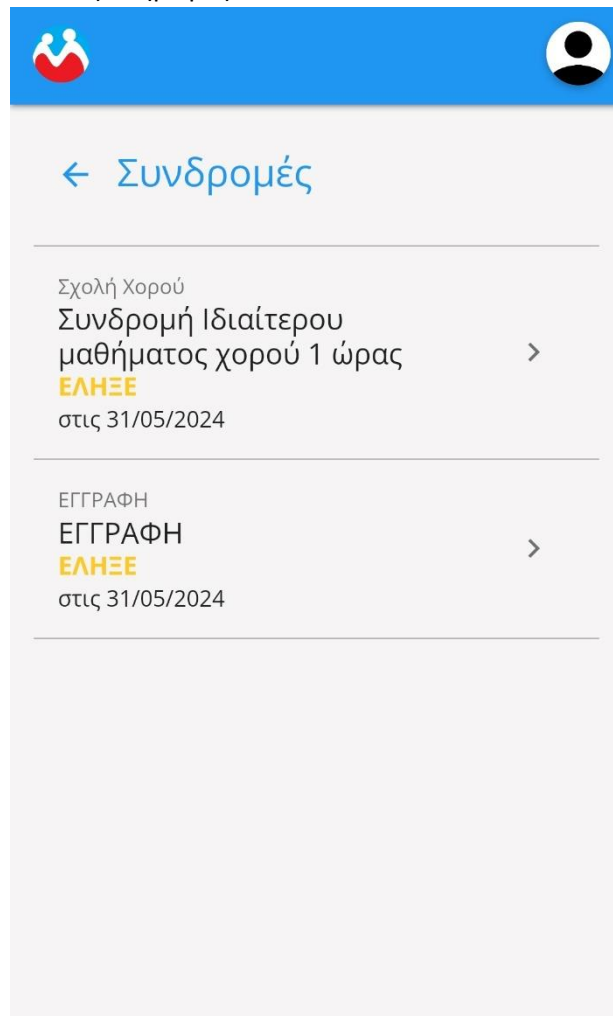 Συνδρομές
Σχολή Χορού
Συνδρομή Ιδιαίτερου
μαθήματος χορού 1 ώρας
ΕΛΗΞΕ
στις 31/05/2024
ΕΓΓΡΑΦΗ
ΕΓΓΡΑΦΗ
ΕΛΗΞΕ
στις 31/05/2024